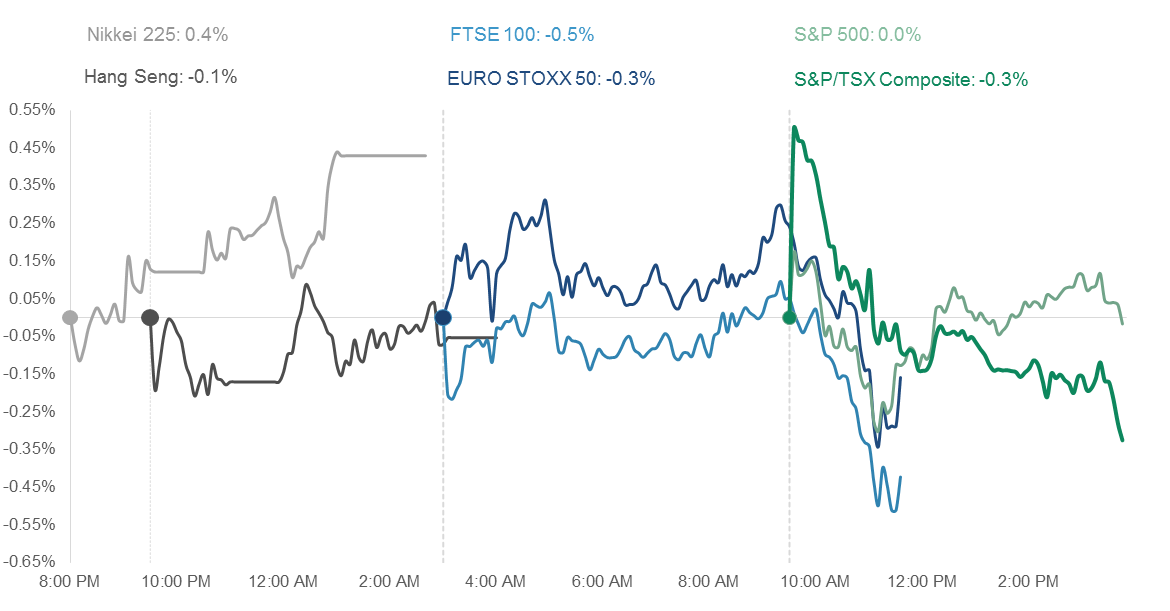 Nikkei 225: 0.4%
FTSE 100: -0.5%
S&P 500: 0.0%
Hang Seng: -0.1%
EURO STOXX 50: -0.3%
S&P/TSX Composite: -0.3%
0.55%
0.45%
0.35%
0.25%
0.15%
0.05%
-0.05%
-0.15%
-0.25%
-0.35%
-0.45%
-0.55%
-0.65%
8:00 PM
10:00 PM
12:00 AM
2:00 AM
4:00 AM
6:00 AM
8:00 AM
10:00 AM
12:00 PM
2:00 PM